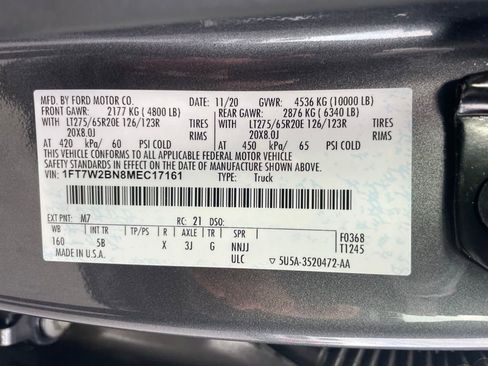 MFD. BY FORD MOTOR CO. 11/20 GVWR: 4536 KG (10000 LB)
FRONT GAWR: 2177 KG ( 4800 LB) REAR GAWR: 2876 KG ( 6340 LB)
WITH LT275/65R20E 126/123R TIRES WITH LT275/65R20E 126/123R TIRES
20X8.0J RIMS 20X8.0J RIMS
AT 420 kPa/ 60 PSI COLD AT 450 kPa/ 65 PSI COLD
THIS VEHICLE CONFORMS TO ALL APPLICABLE FEDERAL MOTOR VEHICLE
SAFETY STANDARDS IN EFFECT ON THE DATE OF MANUFACTURE SHOWN ABOVE.
VIN: 1FT7W2BN8MEC17161 TYPE: Truck
EXT PNT: M7 RC: 21 DSO:
WB INT TR TP/PS R AXLE TR SPR F0368
160 5B X 3J G NNJJ T1245
MADE IN U.S.A. ULC ▽ 5U5A-3520472-AA